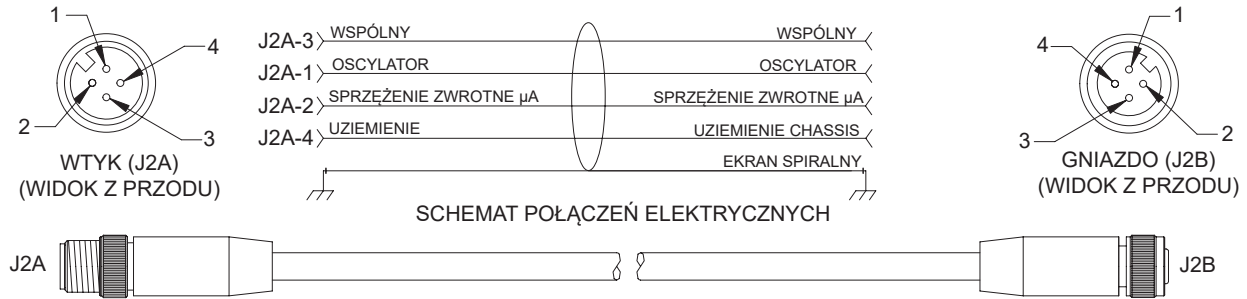 1
4
2
3
WTYK (J2A)
(WIDOK Z PRZODU)
J2A-3 WSPÓLNY WSPÓLNY
J2A-1 OSCYLATOR OSCYLATOR
J2A-2 SPRZĘŻENIE ZWROTNE µA SPRZĘŻENIE ZWROTNE µA
J2A-4 UZIEMIENIE UZIEMIENIE CHASSIS
EKRAN SPIRALNY
SCHEMAT POŁĄCZEŃ ELEKTRYCZNYCH
1
4
3
2
GNIAZDO (J2B)
(WIDOK Z PRZODU)
J2A
J2B